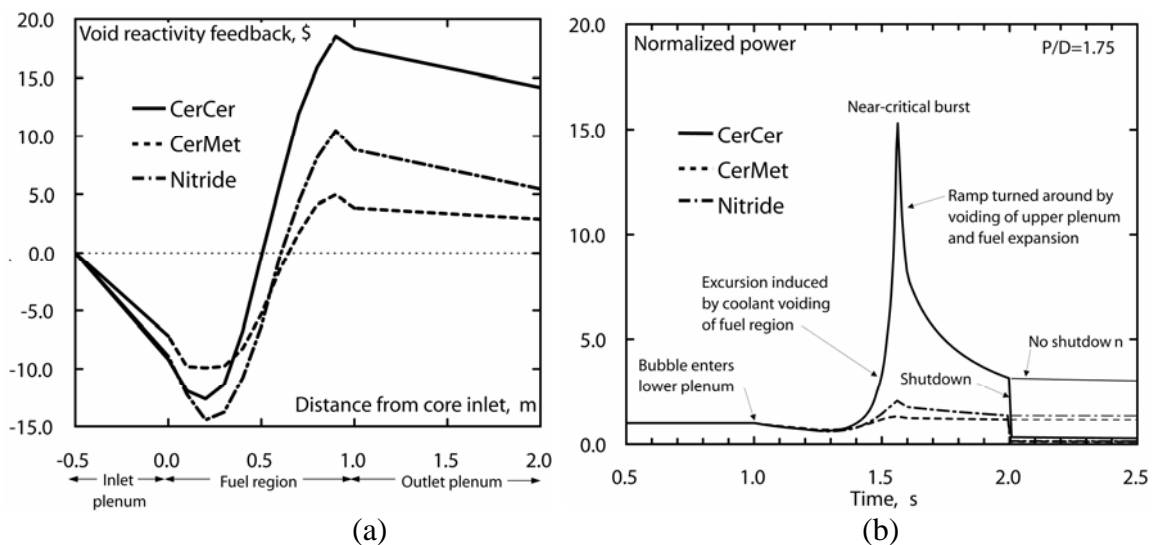 Void reactivity feedback, $
20.0
15.0
10.0
5.0
0.0
-5.0
-10.0
-15.0
CerCer
CerMet
Nitride
Distance from core inlet, m
-0.5 0.0 0.5 1.0 1.5 2.0
Inlet
plenum
Fuel region
Outlet plenum
(a)
20.0
15.0
10.0
5.0
0.0
Normalized power
P/D=1.75
Near-critical burst
CerCer
CerMet
Nitride
Ramp turned around by
voiding of upper plenum
and fuel expansion
Excursion induced
by coolant voiding
of fuel region
Bubble enters
lower plenum
No shutdow n
Shutdown
0.5 1.0 1.5 2.0 2.5
Time, s
(b)